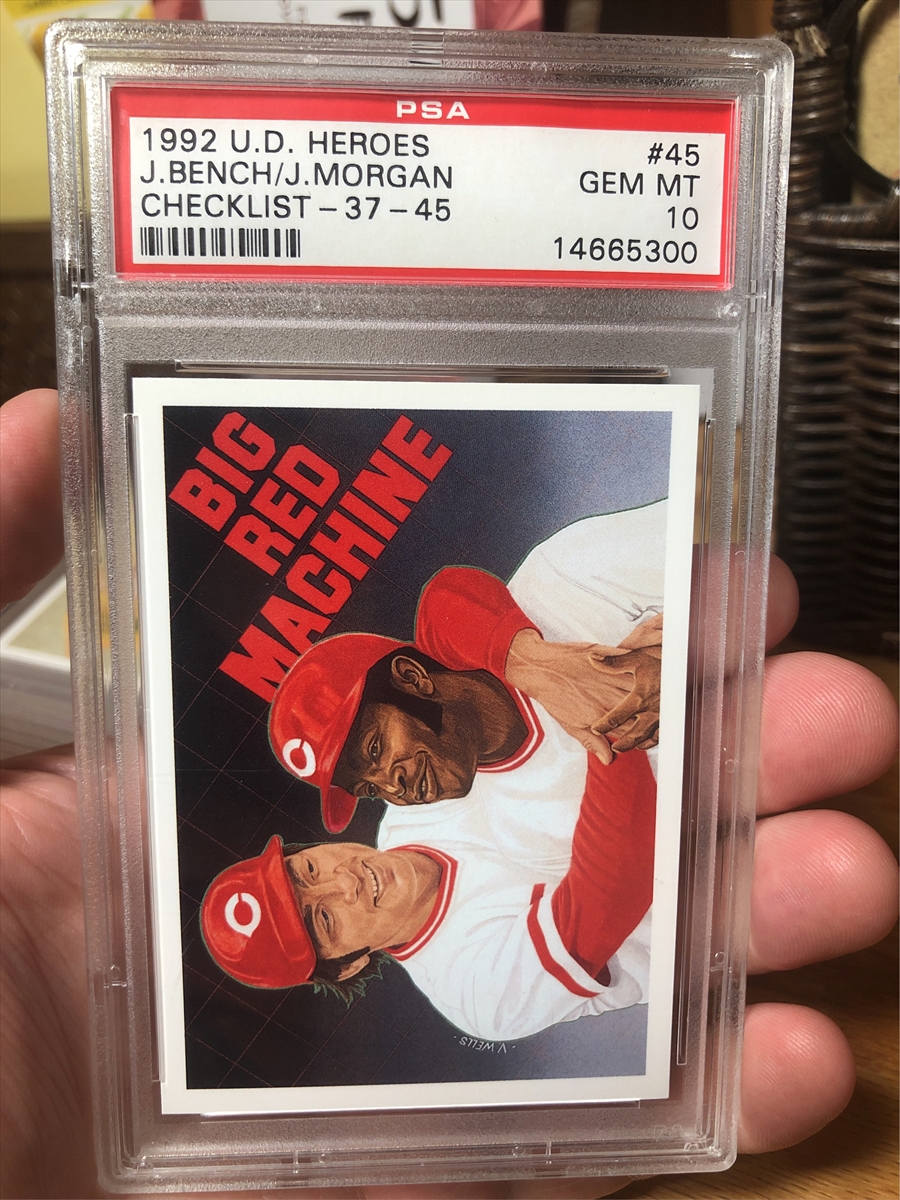 PSA
1992 U.D. HEROES #45
J.BENCH/J.MORGAN GEM MT
CHECKLIST-37-45 10
14665300
BIG
RED
MACHINE
C
C
V WELLS